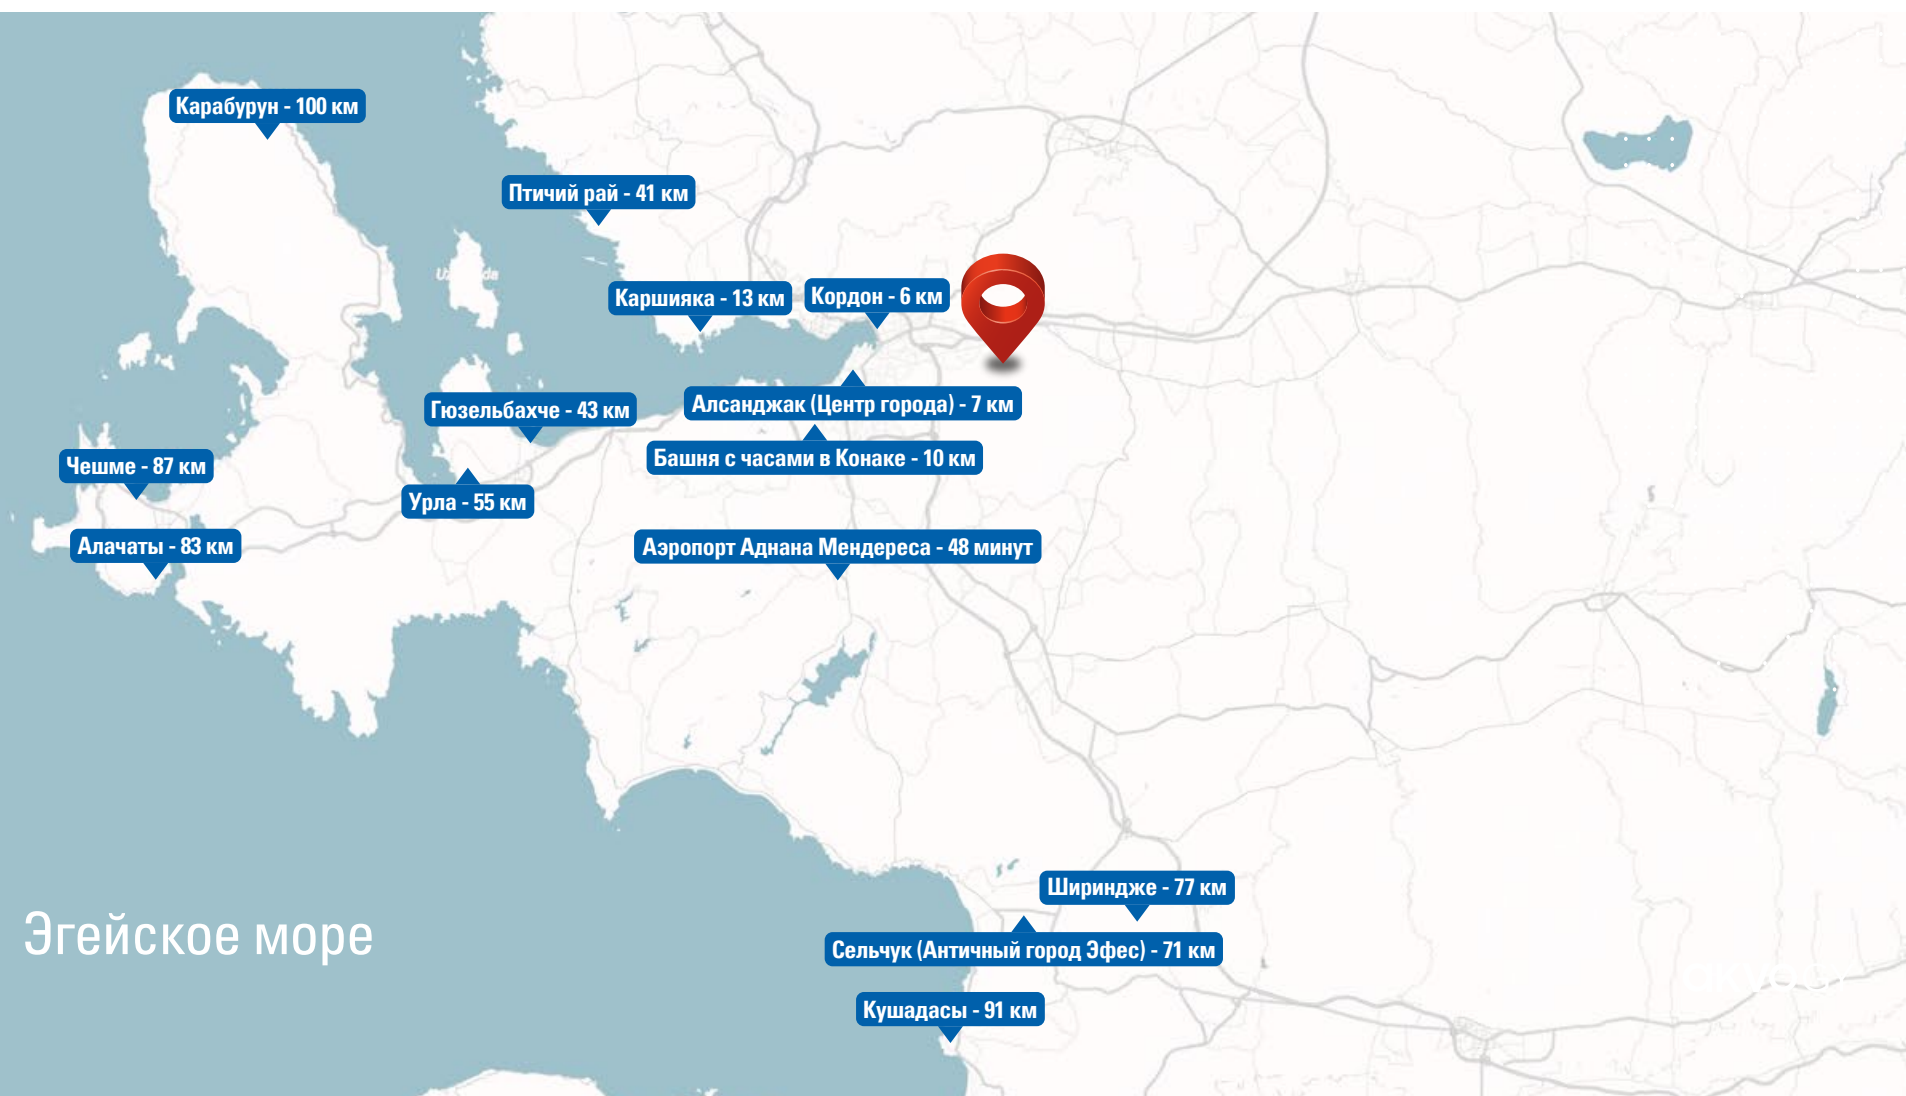 Карабурун - 100 км
Птичий рай - 41 км
Каршияка - 13 км
Кордон - 6 км
Гюзельбахче - 43 км
Алсанджак (Центр города) - 7 км
Чешме - 87 км
Башня с часами в Конаке - 10 км
Урла - 55 км
Алачаты - 83 км
Аэропорт Аднана Мендереса - 48 минут
Шириндже - 77 км
Эгейское море
Сельчук (Античный город Эфес) - 71 км
Кушадасы - 91 км